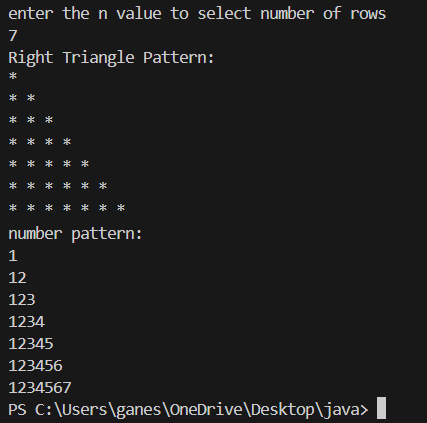 enter the n value to select number of rows
7
Right Triangle Pattern:
*
* *
* * *
* * * *
* * * * *
* * * * * *
* * * * * * *
number pattern:
1
12
123
1234
12345
123456
1234567
PS C:\Users\ganes\OneDrive\Desktop\java>